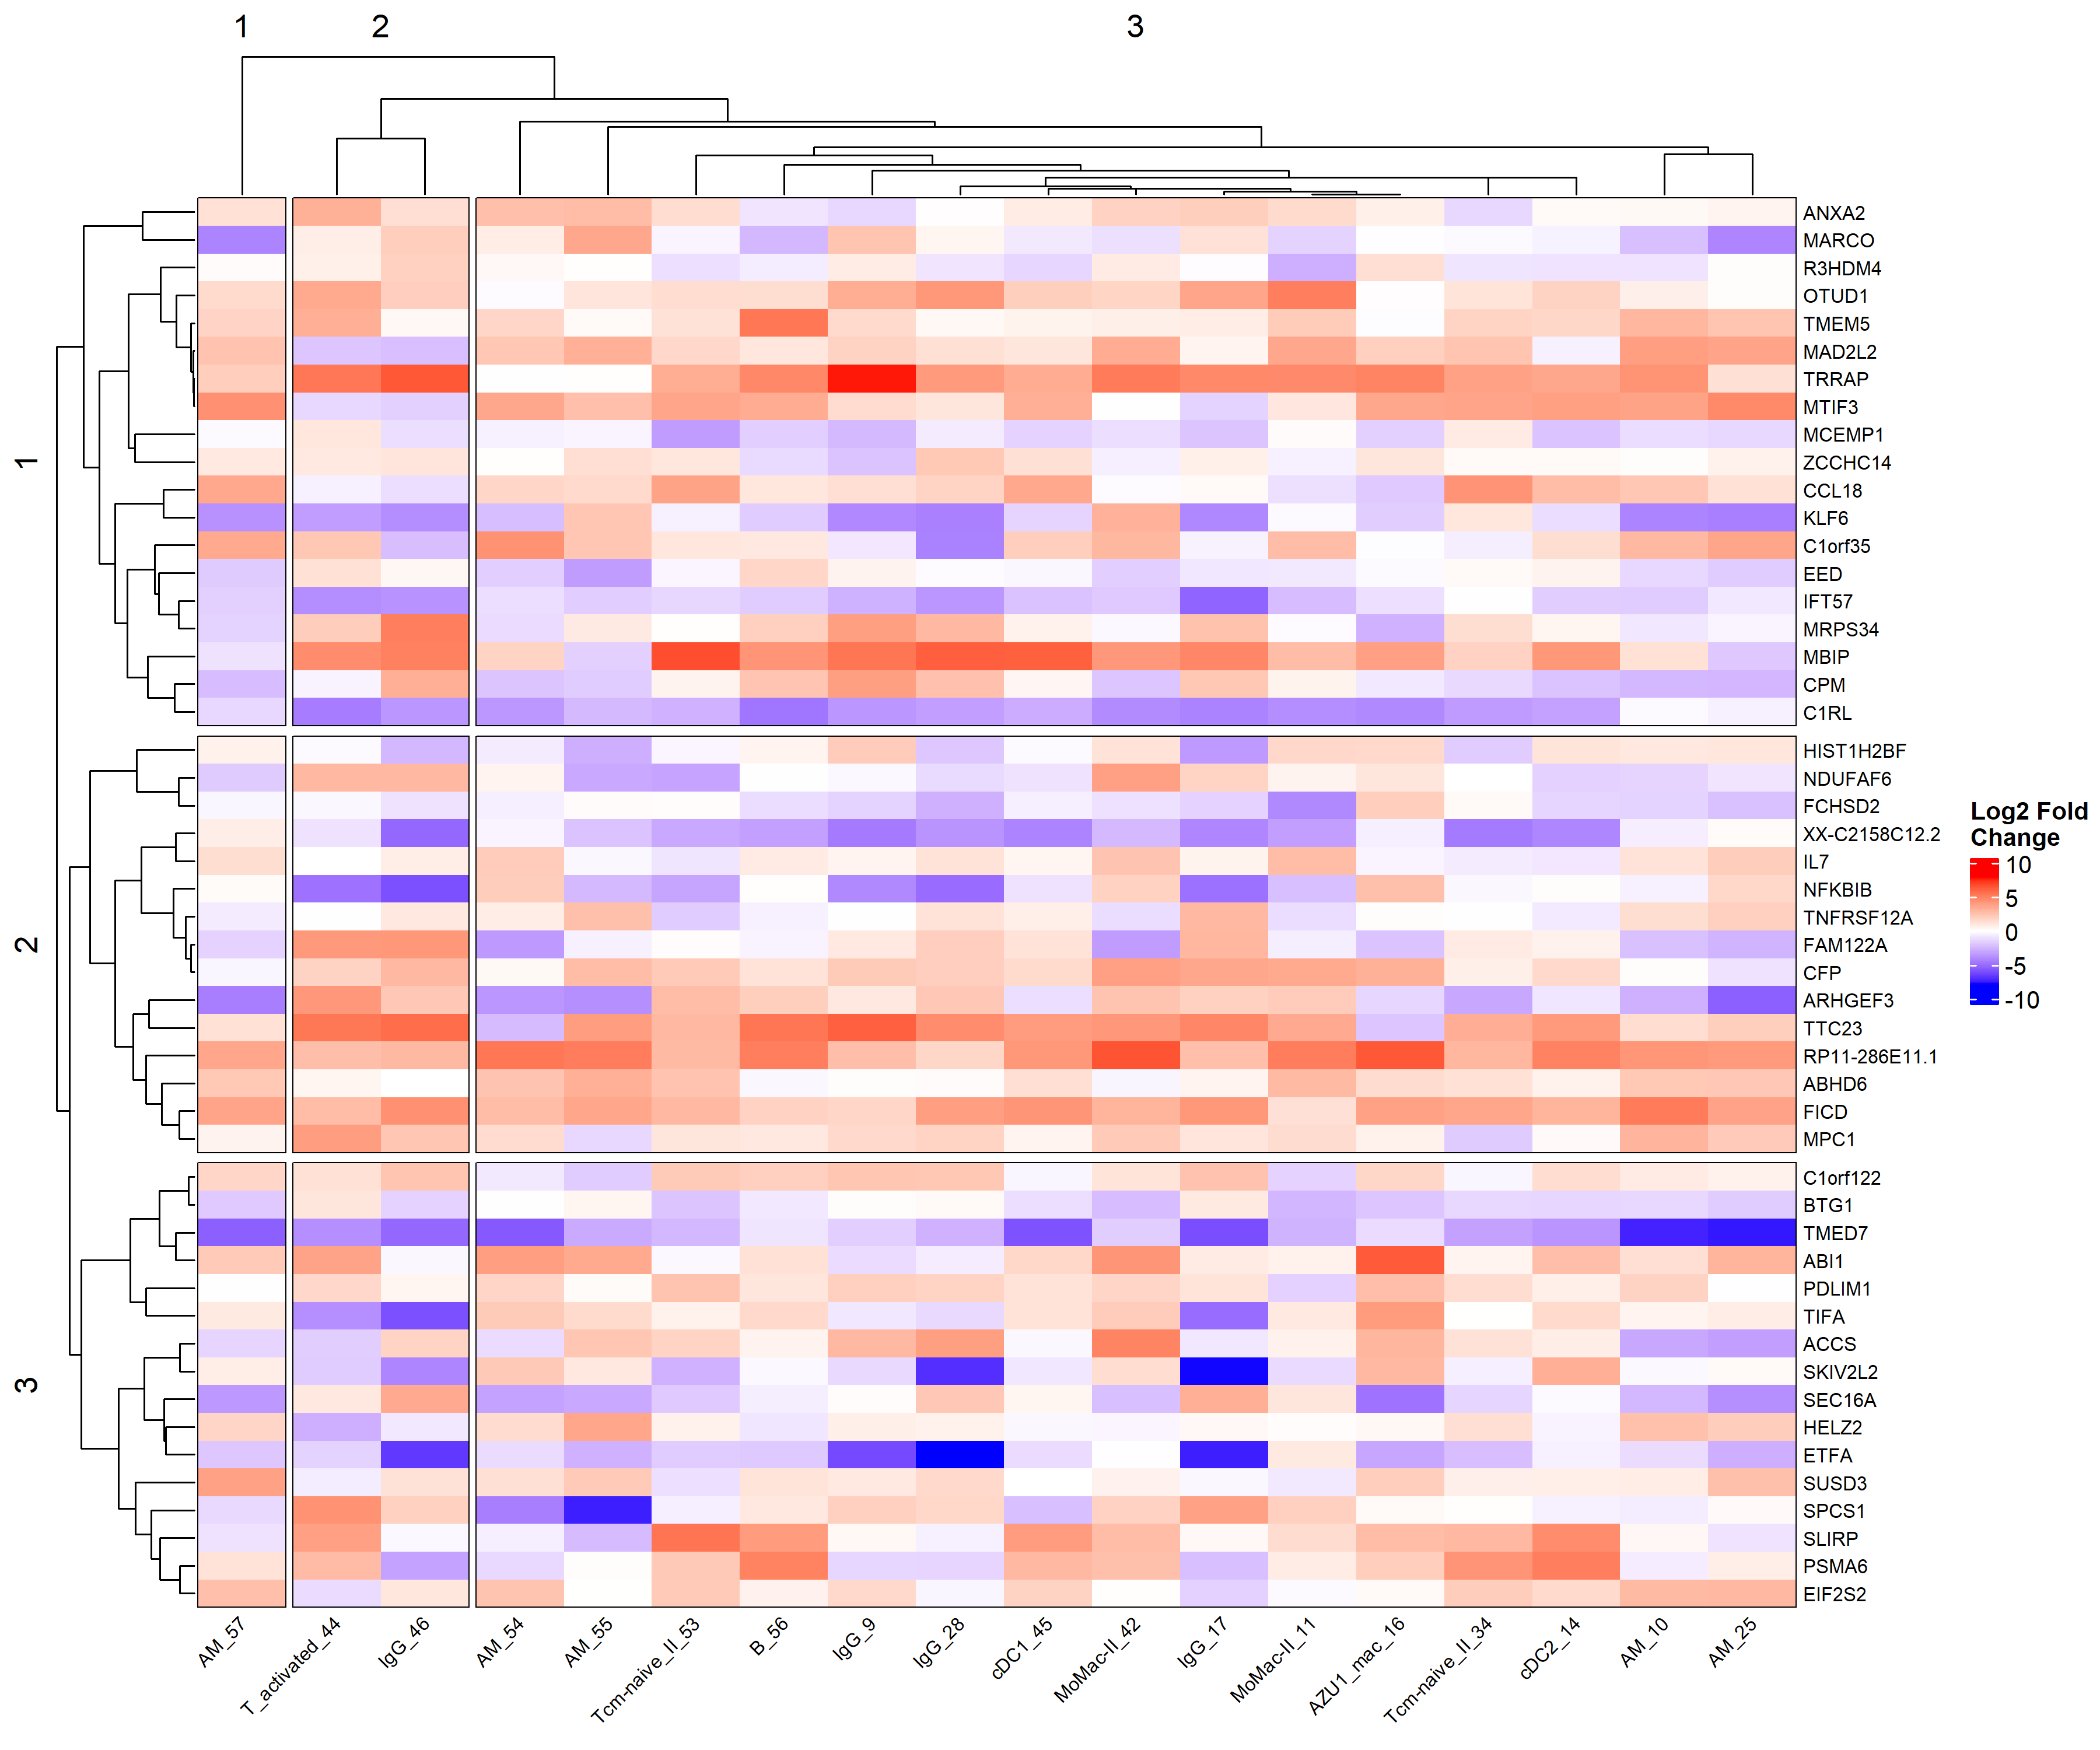 1
2
3
1
2
3
ANXA2
MARCO
R3HDM4
OTUD1
TMEM5
MAD2L2
TRRAP
MTIF3
MCEMP1
ZCCHC14
CCL18
KLF6
C1orf35
EED
IFT57
MRPS34
MBIP
CPM
C1RL
HIST1H2BF
NDUFAF6
FCHSD2
XX-C2158C12.2
IL7
NFKBIB
TNFRSF12A
FAM122A
CFP
ARHGEF3
TTC23
RP11-286E11.1
ABHD6
FICD
MPC1
C1orf122
BTG1
TMED7
ABI1
PDLIM1
TIFA
ACCS
SKIV2L2
SEC16A
HELZ2
ETFA
SUSD3
SPCS1
SLIRP
PSMA6
EIF2S2
Log2 Fold
Change
10
5
0
-5
-10
AM_57
T_activated_44
IgG_46
AM_54
AM_55
Tcm-naive_II_53
B_56
IgG_9
IgG_28
cDC1_45
MoMac-II_42
IgG_17
MoMac-II_11
AZU1_mac_16
Tcm-naive_II_34
cDC2_14
AM_10
AM_25